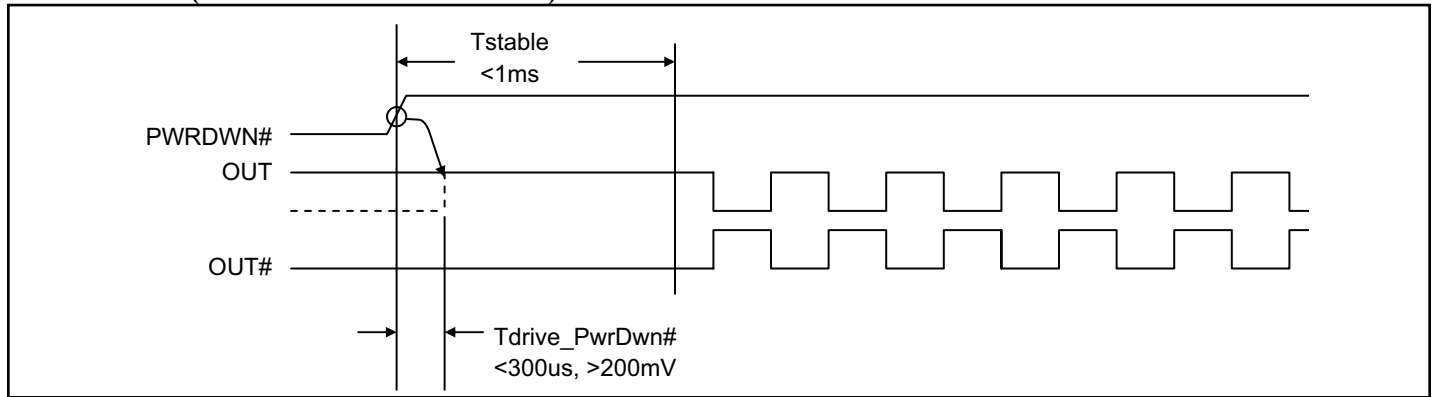 Tstable
<1ms
PWRDWN#
OUT
OUT#
Tdrive_PwrDwn#
<300us, >200mV